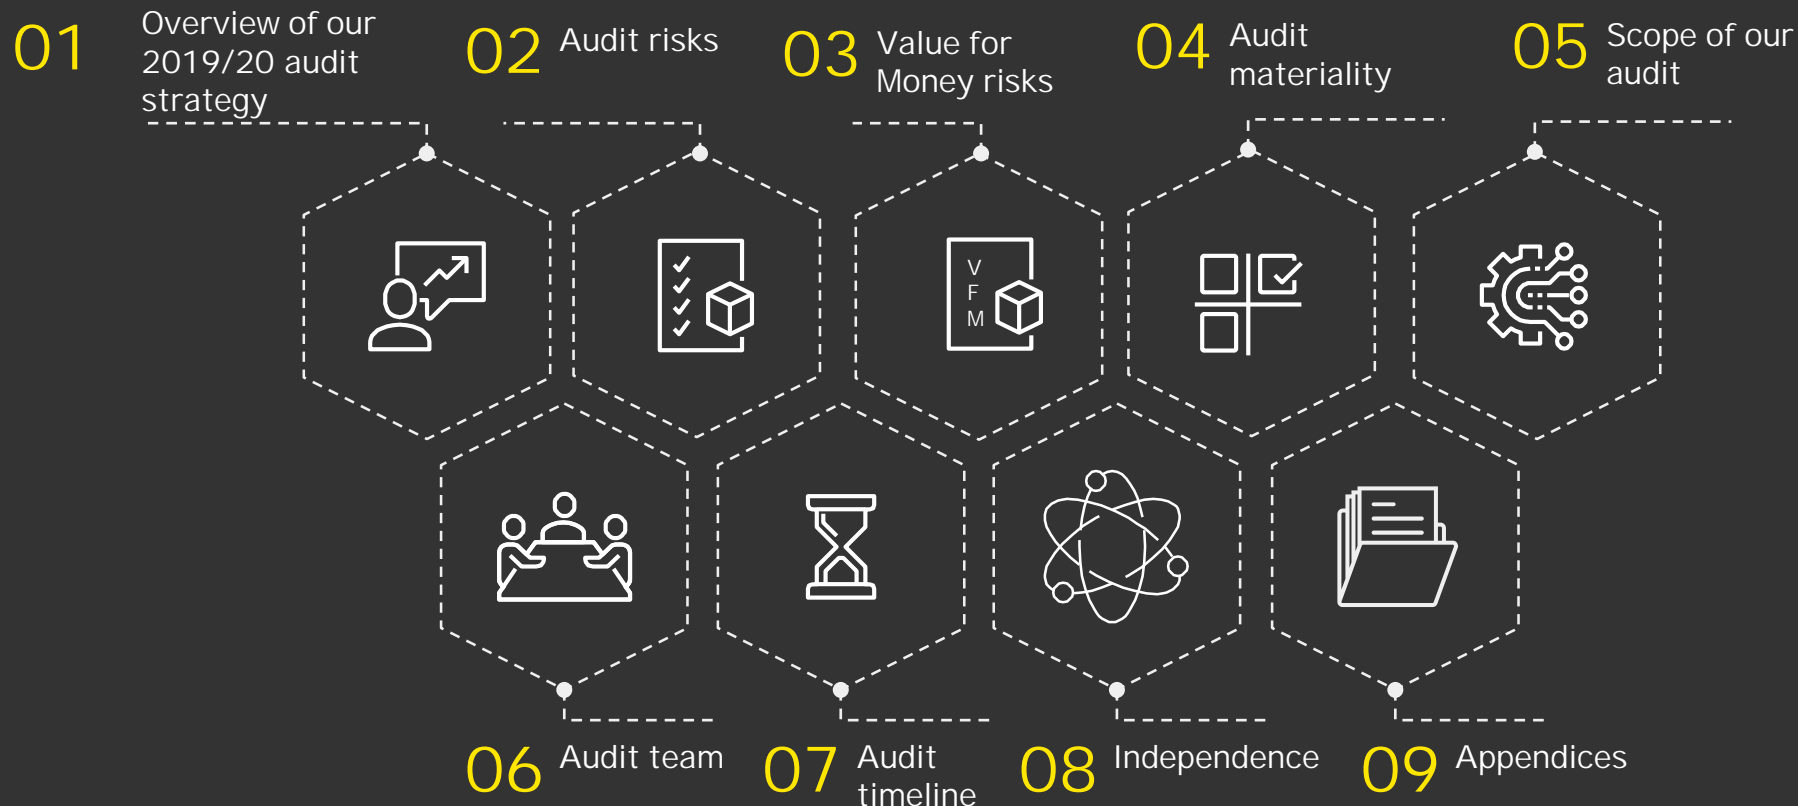 01
Overview of our
2019/20 audit
strategy
02
Audit risks
03
Value for
Money risks
04
Audit
materiality
05
Scope of our
audit
V
F
M
06
Audit team
07
Audit
timeline
08
Independence
09
Appendices